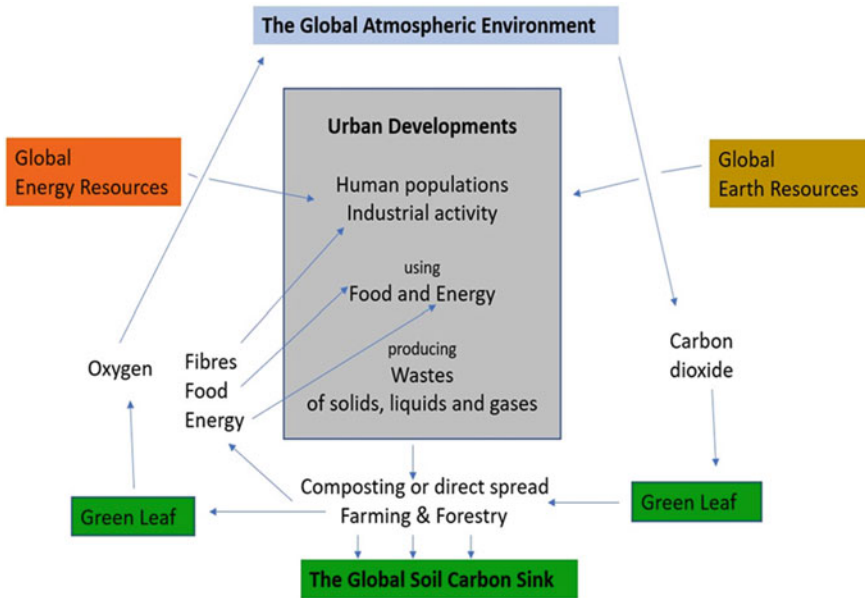 The Global Atmospheric Environment
Urban Developments
Global
Energy Resources
Global
Earth Resources
Human populations
Industrial activity
using
Food and Energy
Oxygen
Fibres
Food
Energy
producing
Wastes
of solids, liquids and gases
Carbon
dioxide
Composting or direct spread
Farming & Forestry
Green Leaf
Green Leaf
The Global Soil Carbon Sink